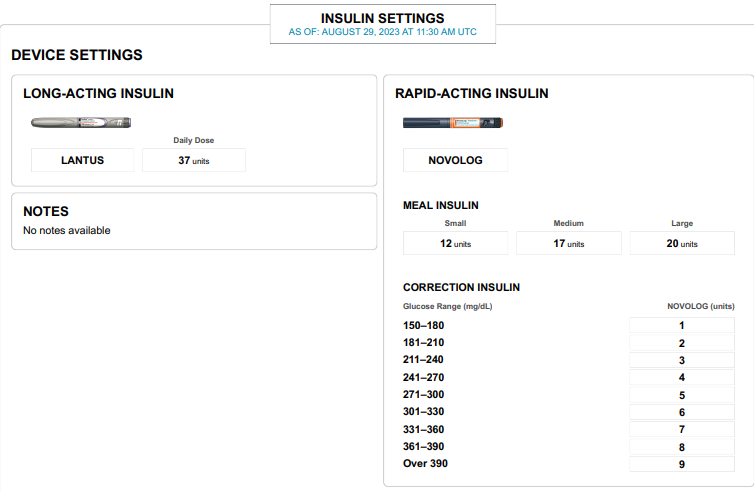 INSULIN SETTINGS
AS OF: AUGUST 29, 2023 AT 11:30 AM UTC
DEVICE SETTINGS
LONG-ACTING INSULIN
Daily Dose
LANTUS 37 units
NOTES
No notes available
RAPID-ACTING INSULIN
NOVOLOG
MEAL INSULIN
Small Medium Large
12 units 17 units 20 units
CORRECTION INSULIN
Glucose Range (mg/dL) NOVOLOG (units)
150–180 1
181–210 2
211–240 3
241–270 4
271–300 5
301–330 6
331–360 7
361–390 8
Over 390 9